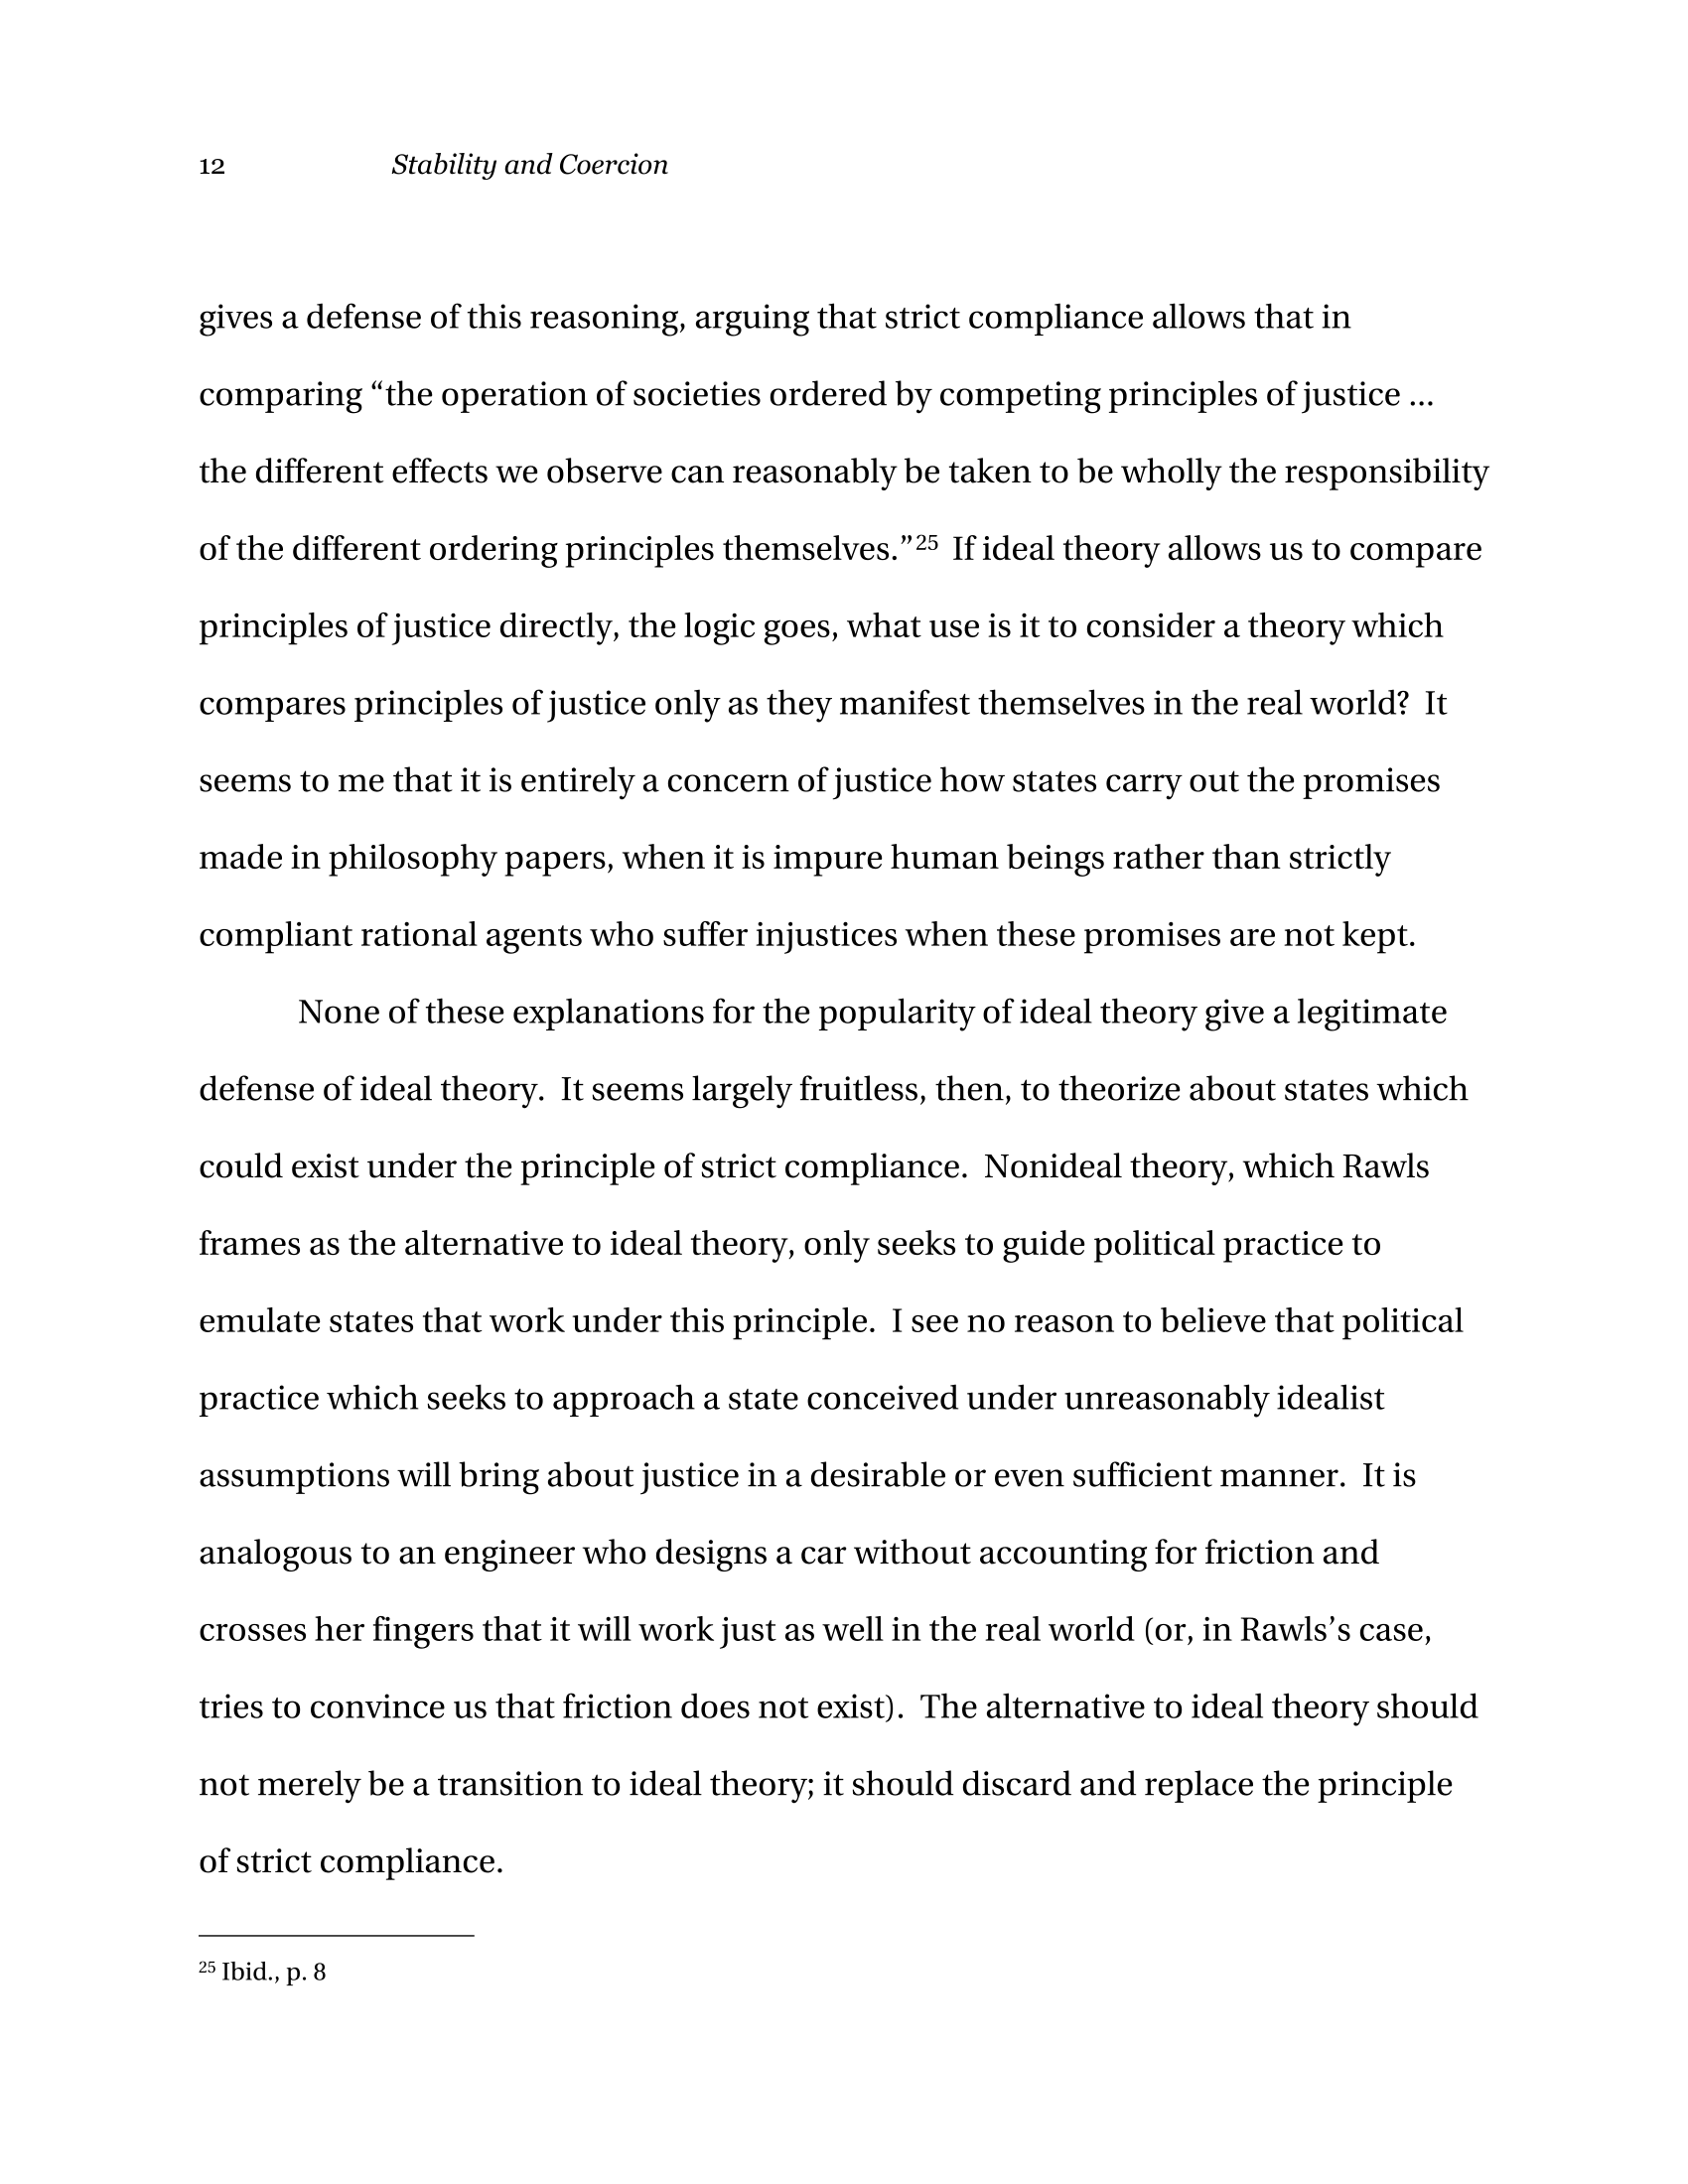 12 Stability and Coercion
gives a defense of this reasoning, arguing that strict compliance allows that in
comparing “the operation of societies ordered by competing principles of justice ...
the different effects we observe can reasonably be taken to be wholly the responsibility
of the different ordering principles themselves.”25 If ideal theory allows us to compare
principles of justice directly, the logic goes, what use is it to consider a theory which
compares principles of justice only as they manifest themselves in the real world? It
seems to me that it is entirely a concern of justice how states carry out the promises
made in philosophy papers, when it is impure human beings rather than strictly
compliant rational agents who suffer injustices when these promises are not kept.
None of these explanations for the popularity of ideal theory give a legitimate
defense of ideal theory. It seems largely fruitless, then, to theorize about states which
could exist under the principle of strict compliance. Nonideal theory, which Rawls
frames as the alternative to ideal theory, only seeks to guide political practice to
emulate states that work under this principle. I see no reason to believe that political
practice which seeks to approach a state conceived under unreasonably idealist
assumptions will bring about justice in a desirable or even sufficient manner. It is
analogous to an engineer who designs a car without accounting for friction and
crosses her fingers that it will work just as well in the real world (or, in Rawls’s case,
tries to convince us that friction does not exist). The alternative to ideal theory should
not merely be a transition to ideal theory; it should discard and replace the principle
of strict compliance.
25 Ibid., p. 8